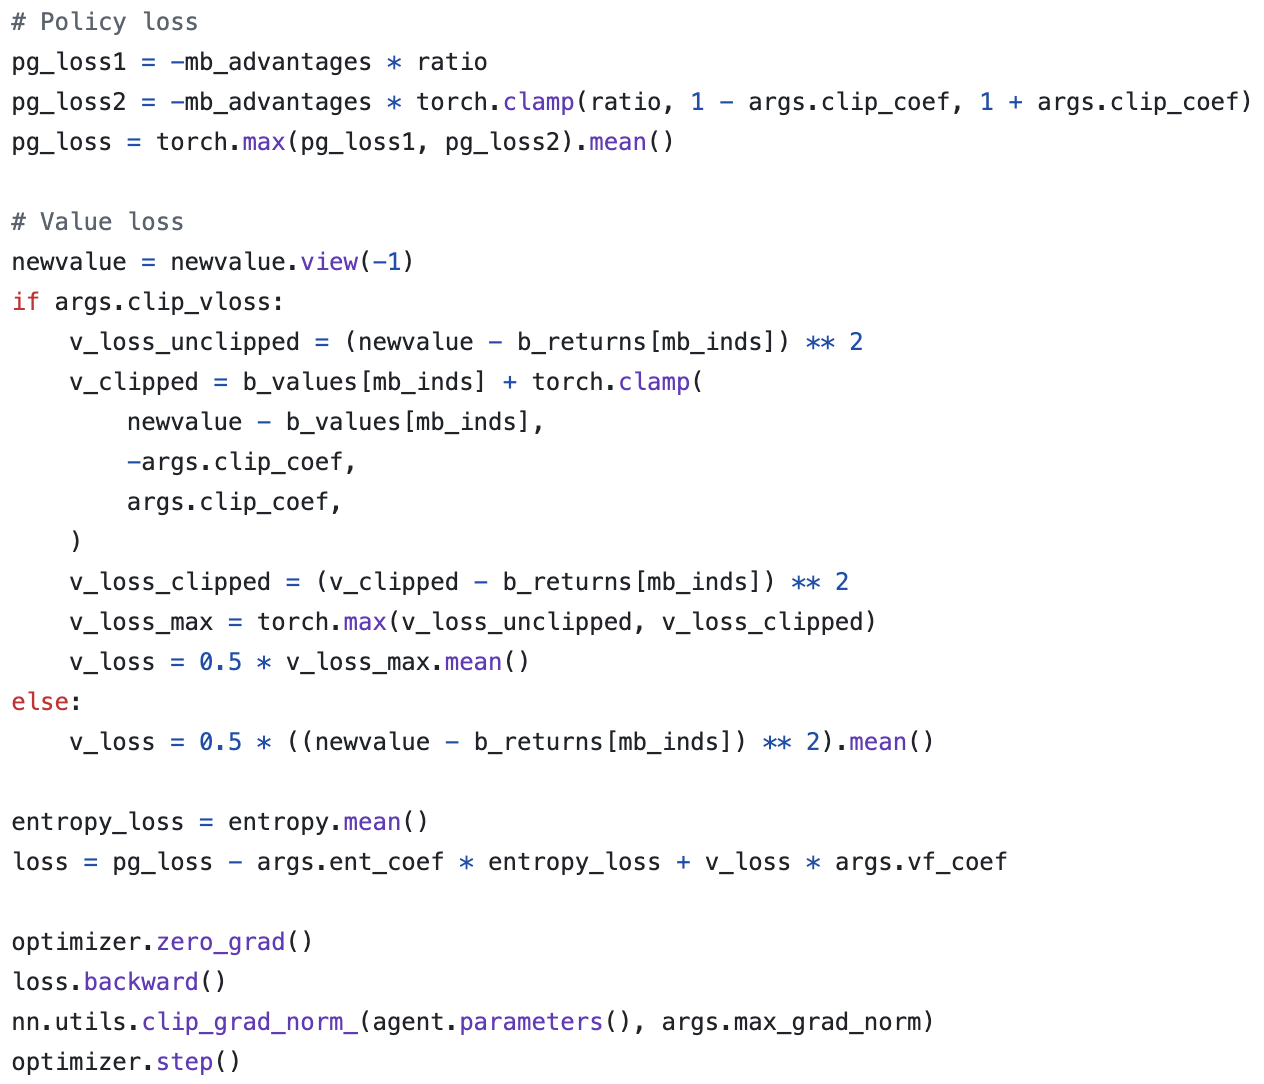 # Policy loss
pg_loss1 = -mb_advantages * ratio
pg_loss2 = -mb_advantages * torch.clamp(ratio, 1 - args.clip_coef, 1 + args.clip_coef)
pg_loss = torch.max(pg_loss1, pg_loss2).mean()

# Value loss
newvalue = newvalue.view(-1)
if args.clip_vloss:
    v_loss_unclipped = (newvalue - b_returns[mb_inds]) ** 2
    v_clipped = b_values[mb_inds] + torch.clamp(
        newvalue - b_values[mb_inds],
        -args.clip_coef,
        args.clip_coef,
    )
    v_loss_clipped = (v_clipped - b_returns[mb_inds]) ** 2
    v_loss_max = torch.max(v_loss_unclipped, v_loss_clipped)
    v_loss = 0.5 * v_loss_max.mean()
else:
    v_loss = 0.5 * ((newvalue - b_returns[mb_inds]) ** 2).mean()

entropy_loss = entropy.mean()
loss = pg_loss - args.ent_coef * entropy_loss + v_loss * args.vf_coef

optimizer.zero_grad()
loss.backward()
nn.utils.clip_grad_norm_(agent.parameters(), args.max_grad_norm)
optimizer.step()